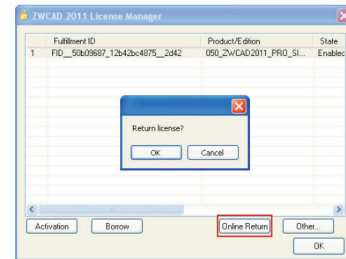 ZWCAD 2011 License Manager
Fulfillment ID Product/Edition State
1 FID__50b09687_12b42bc4875__2d42 050_ZWCAD2011_PRO_SI... Enabled
Return license?
OK Cancel
Activation Borrow Online Return Other...
OK